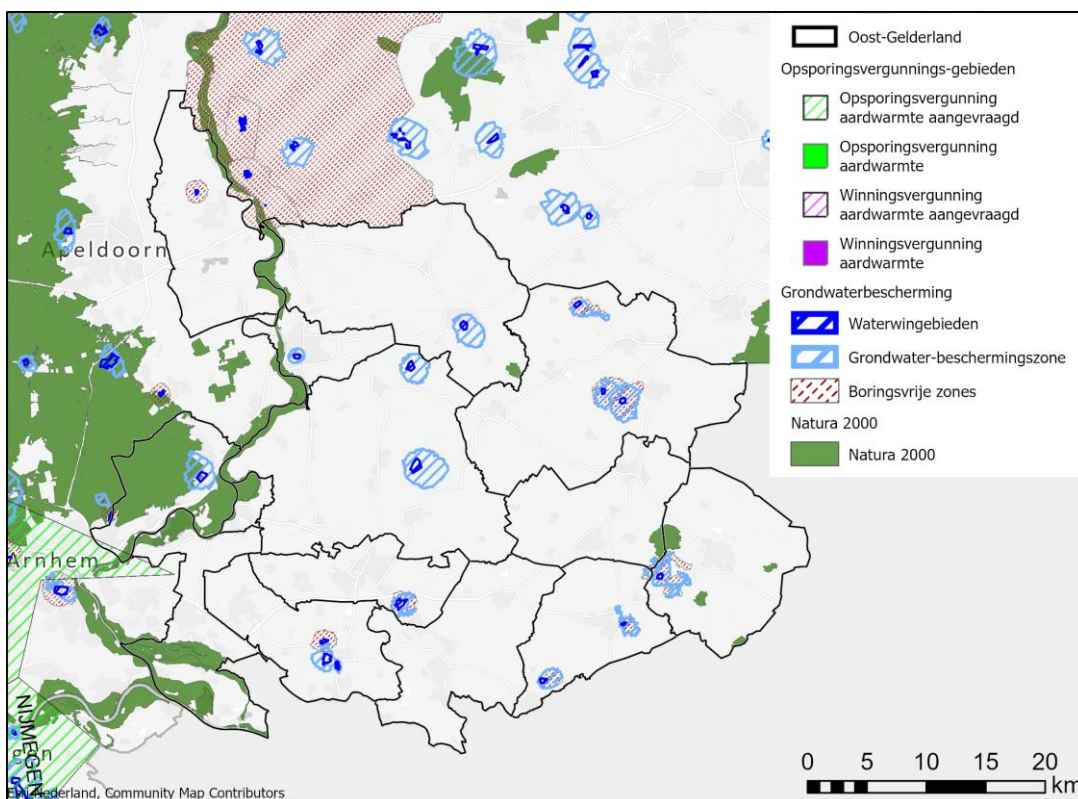 Oost-Gelderland
Opsporingsvergunnings-gebieden
Opsporingsvergunning
aardwarmte aangevraagd
Opsporingsvergunning
aardwarmte
Winningsvergunning
aardwarmte aangevraagd
Winningsvergunning
aardwarmte
Grondwaterbescherming
Waterwingebieden
Grondwater-beschermingszone
Boringsvrije zones
Natura 2000
Natura 2000
Apeldoorn
Arnhem
NIJMEGEN
gen
0 5 10 15 20
km
Nederland, Community Map Contributors